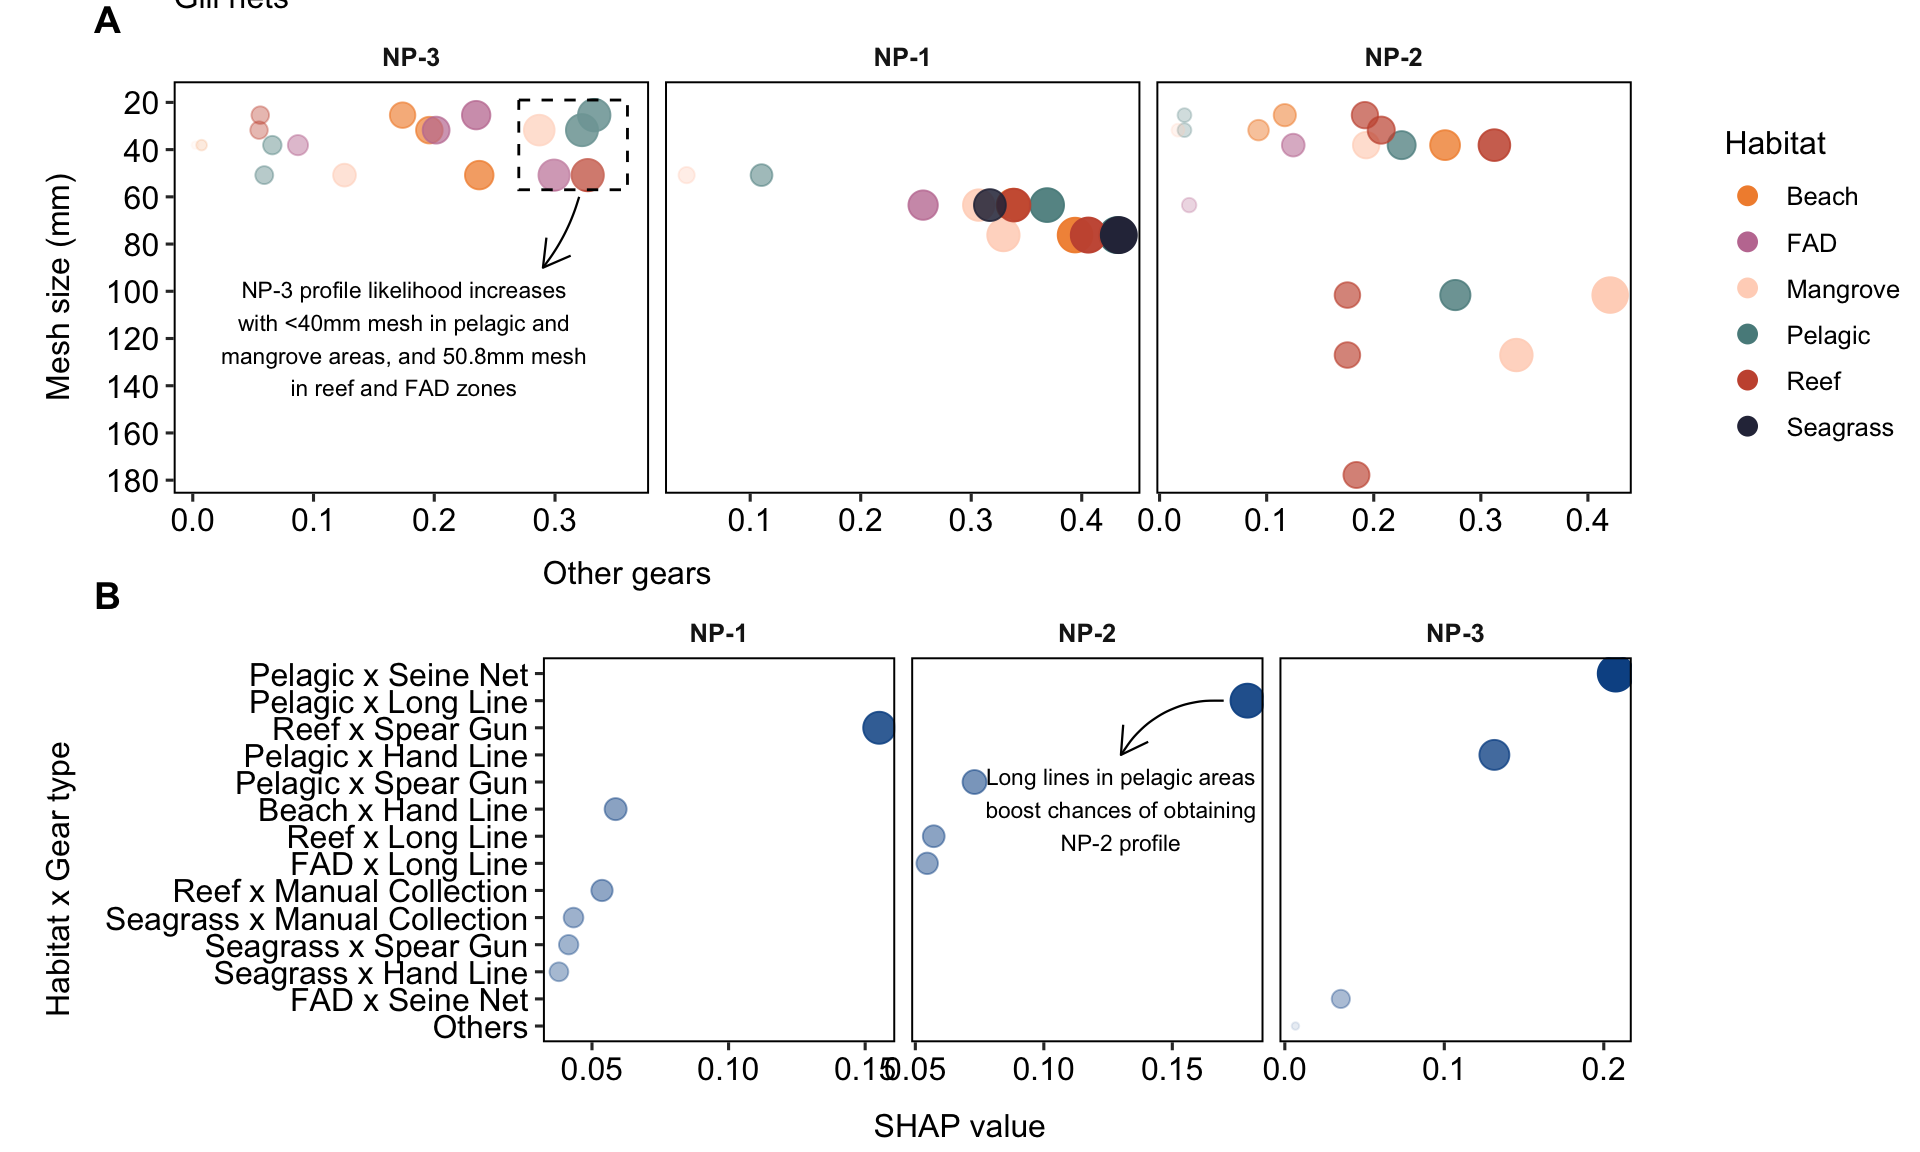 Gill nets
A
NP-3
NP-1
NP-2
Mesh size (mm)
20
40
60
80
100
120
140
160
180
NP-3 profile likelihood increases
with <40mm mesh in pelagic and
mangrove areas, and 50.8mm mesh
in reef and FAD zones
0.0 0.1 0.2 0.3
0.1 0.2 0.3 0.4
0.0 0.1 0.2 0.3 0.4
Habitat
Beach
FAD
Mangrove
Pelagic
Reef
Seagrass
Other gears
B
NP-1
NP-2
NP-3
Habitat x Gear type
Pelagic x Seine Net
Pelagic x Long Line
Reef x Spear Gun
Pelagic x Hand Line
Pelagic x Spear Gun
Beach x Hand Line
Reef x Long Line
FAD x Long Line
Reef x Manual Collection
Seagrass x Manual Collection
Seagrass x Spear Gun
Seagrass x Hand Line
FAD x Seine Net
Others
Long lines in pelagic areas
boost chances of obtaining
NP-2 profile
0.05 0.10 0.15
0.05 0.10 0.15
0.0 0.1 0.2
SHAP value